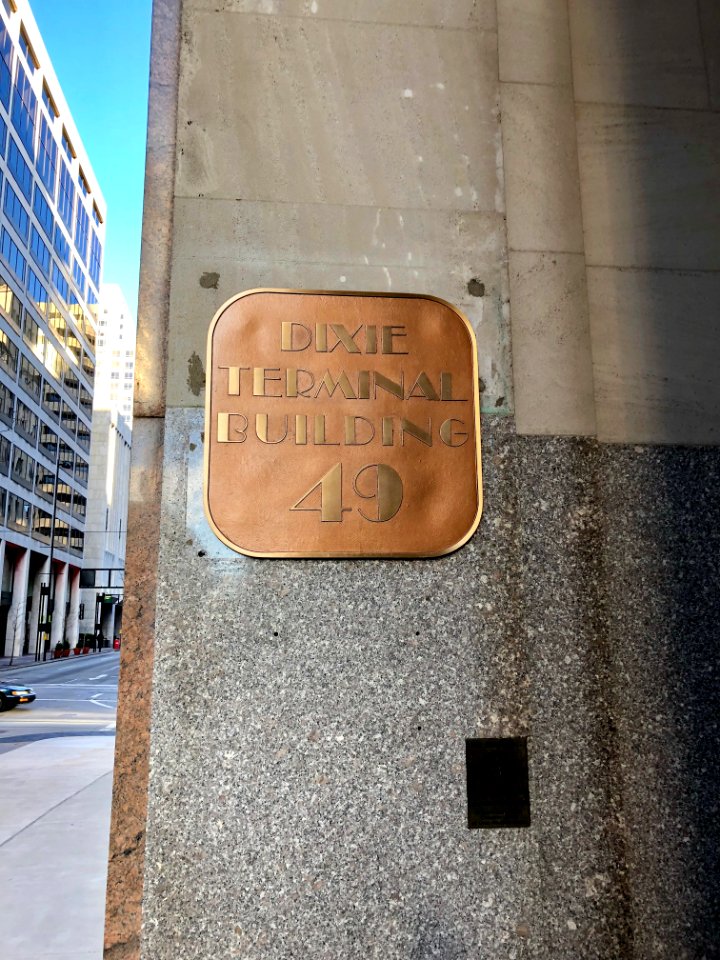 DIXIE
TERMINAL
BUILDING
49